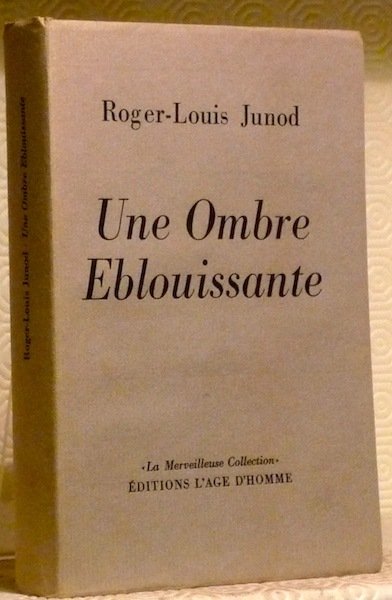 Roger-Louis Junod
Une Ombre
Eblouissante
«La Merveilleuse Collection»
ÉDITIONS L'AGE D'HOMME
Roger-Louis Junod Une Ombre Eblouissante